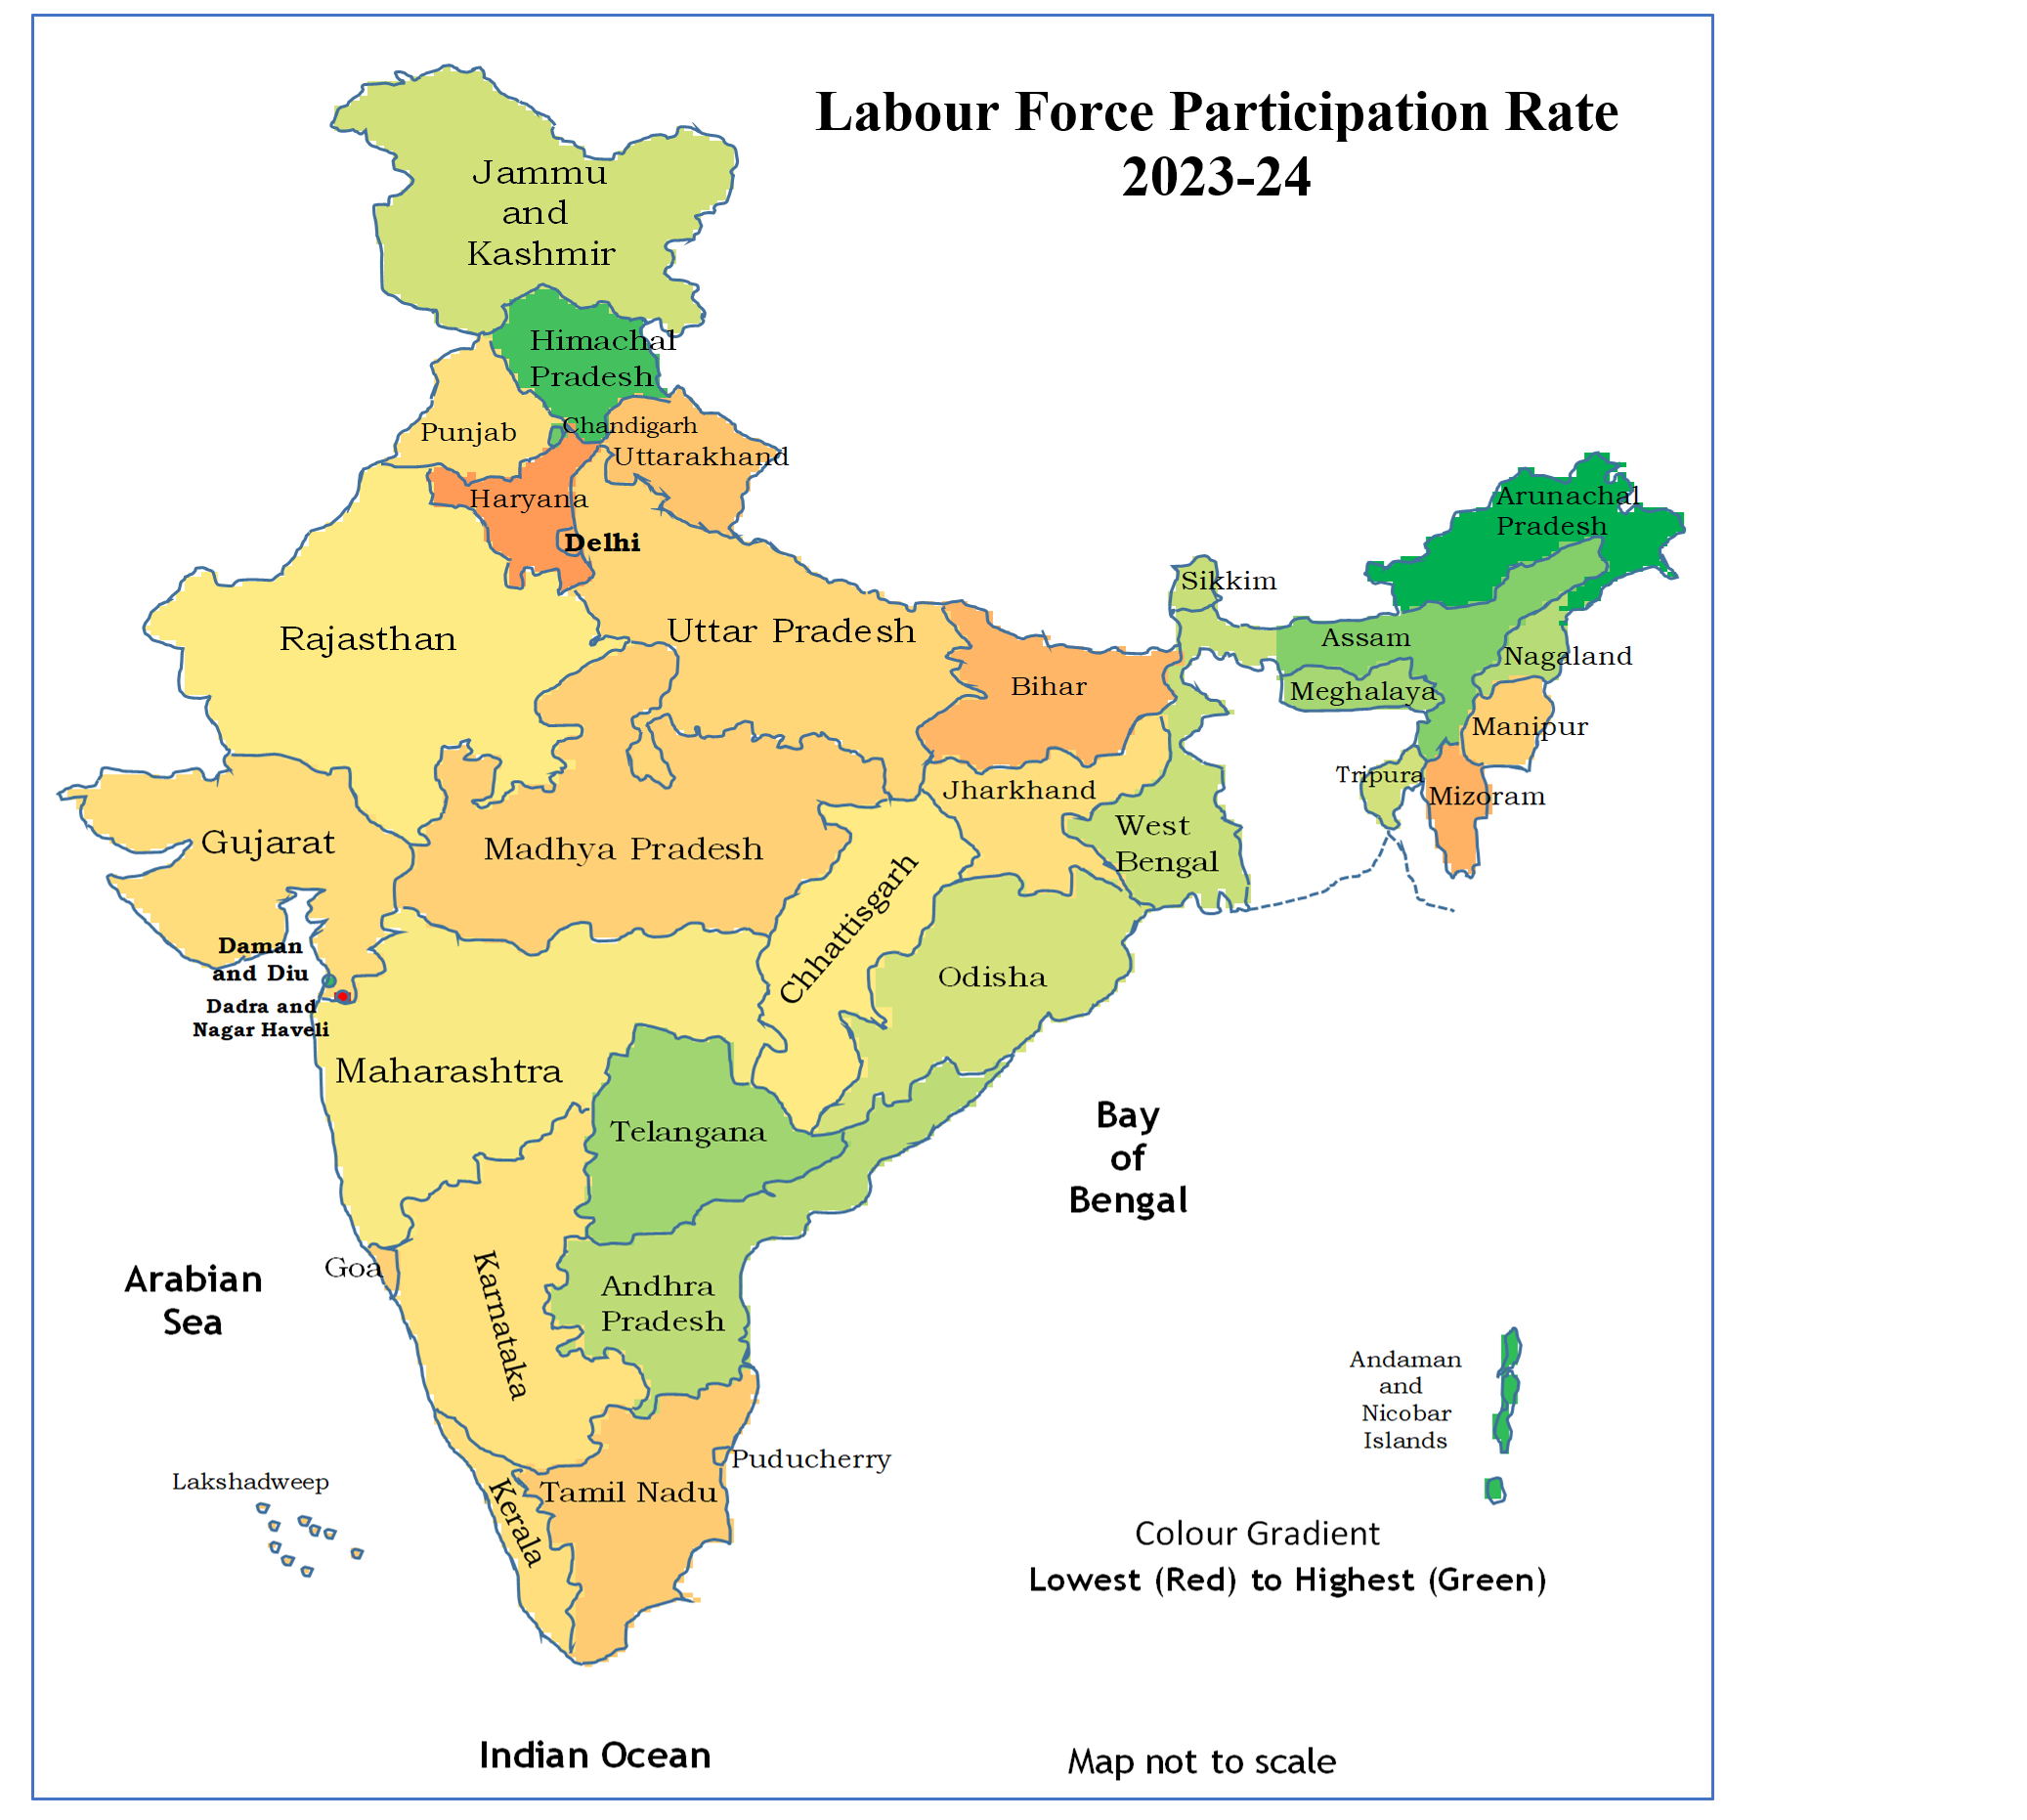 Labour Force Participation Rate
2023-24
Jammu
and
Kashmir
Himachal
Pradesh
Chandigarh
Punjab
Uttarakhand
Haryana
Delhi
Arunachal
Pradesh
Sikkim
Rajasthan
Uttar Pradesh
Assam
Nagaland
Bihar
Meghalaya
Manipur
Tripura
Jharkhand
Mizoram
Gujarat
Madhya Pradesh
West
Bengal
Chhattisgarh
Daman
and Diu
Odisha
Dadra and
Nagar Haveli
Maharashtra
Telangana
Bay
of
Bengal
Goa
Arabian
Sea
Karnataka
Andhra
Pradesh
Andaman
and
Nicobar
Islands
Puducherry
Lakshadweep
Kerala
Tamil Nadu
Colour Gradient
Lowest (Red) to Highest (Green)
Indian Ocean
Map not to scale